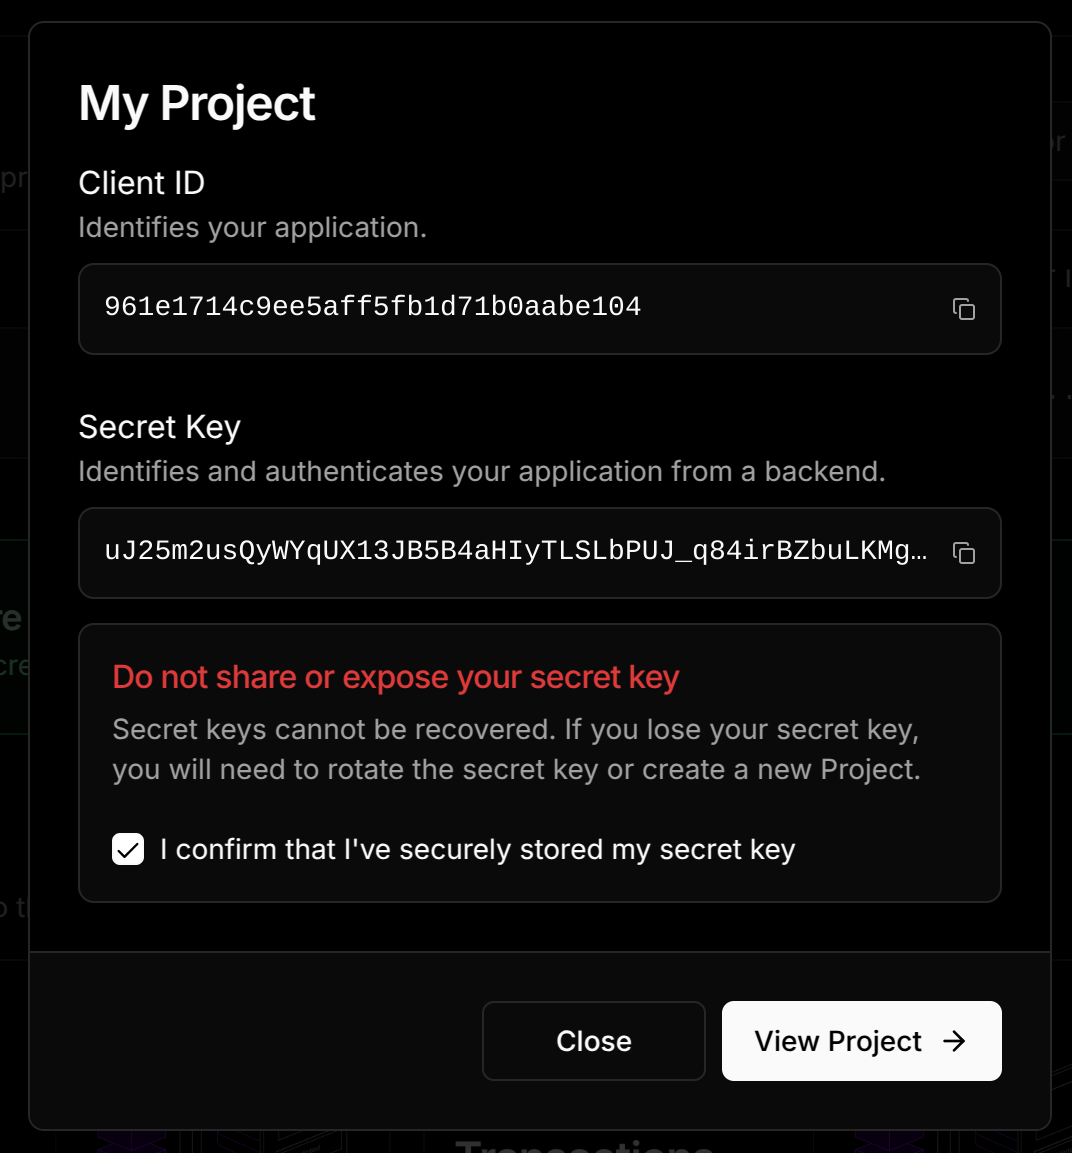 My Project
Client ID
Identifies your application.
961e1714c9ee5aff5fb1d71b0aabe104
Secret Key
Identifies and authenticates your application from a backend.
uJ25m2usQyWYqUX13JB5B4aHIyTLSLbPUJ_q84irBZbuLKMg…
Do not share or expose your secret key
Secret keys cannot be recovered. If you lose your secret key,
you will need to rotate the secret key or create a new Project.
I confirm that I've securely stored my secret key
Close
View Project →
Transactions